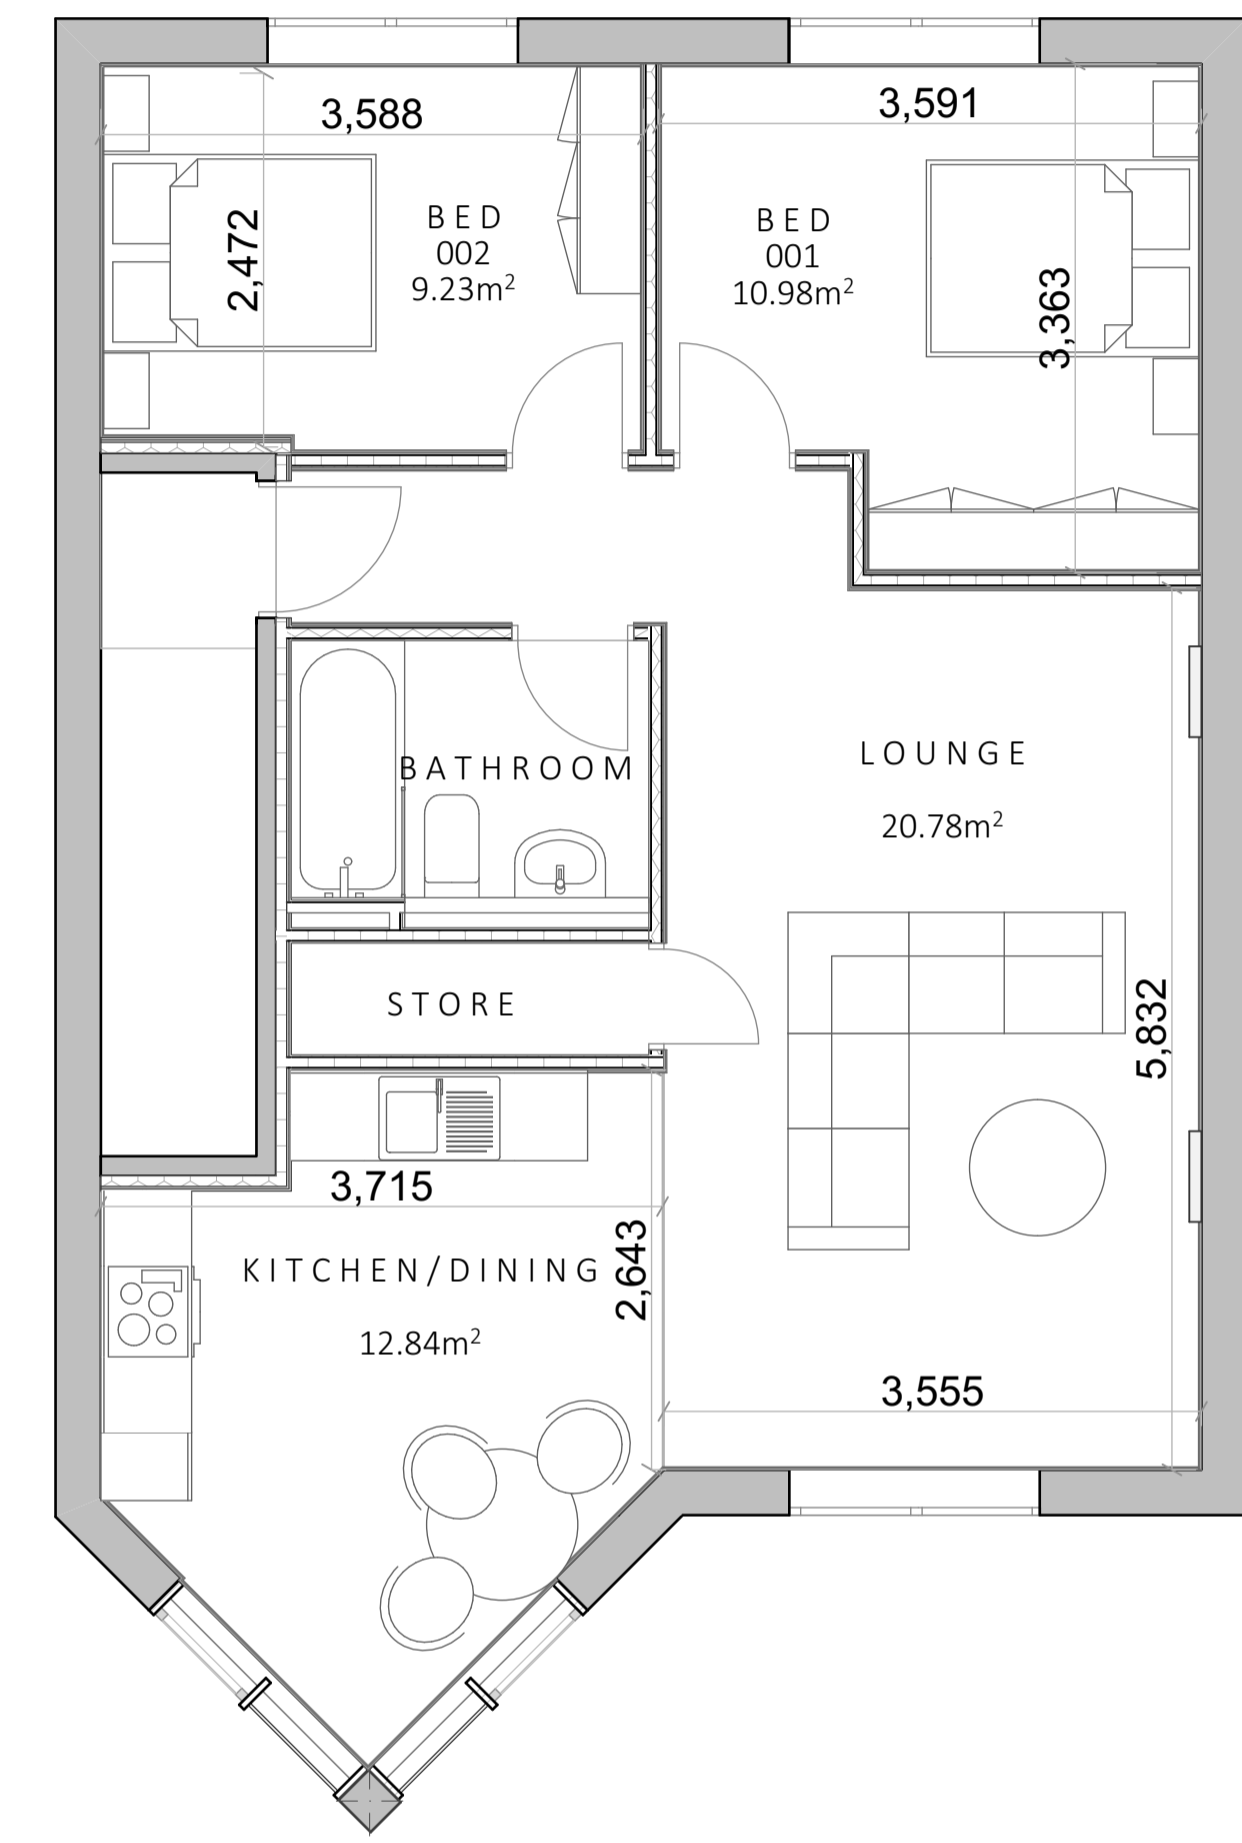 3,588
3,591
2,472
BED
002
9.23m²
BED
001
10.98m²
3,363
BATHROOM
LOUNGE
20.78m²
STORE
5,832
3,715
KITCHEN/DINING
2,643
12.84m²
3,555